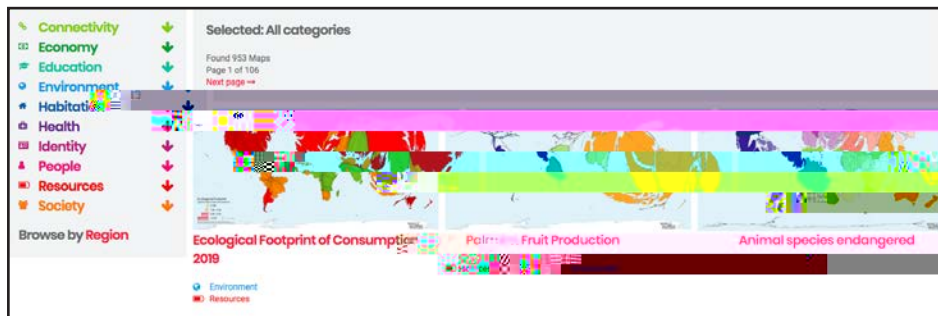 Connectivity
Economy
Education
Environment
Health
Identity
People
Resources
Society
Browse by Region
Selected: All categories
Found 953 Maps
Page 1 of 106
Next page →
Ecological Footprint of Consumption
2019
Environment
Resources
Fruit Production
Animal species endangered